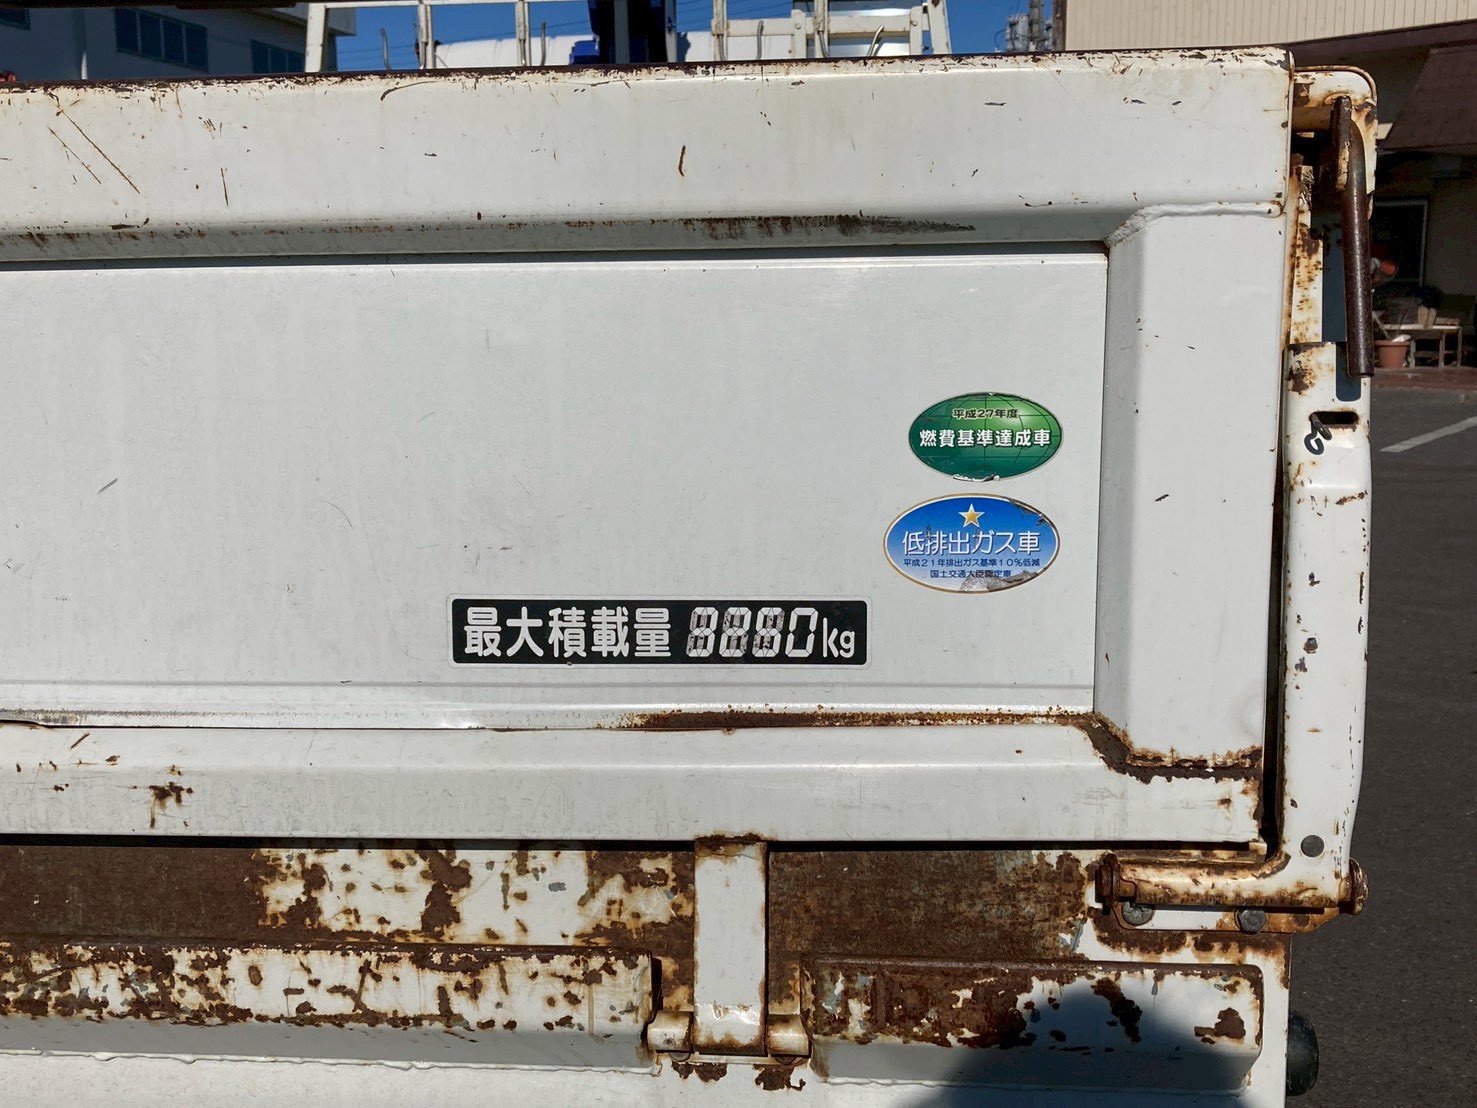 平成27年度
燃費基準達成車
低排出ガス車
平成21年排出ガス基準10%低減
国土交通大臣認定車
最大積載量 kg